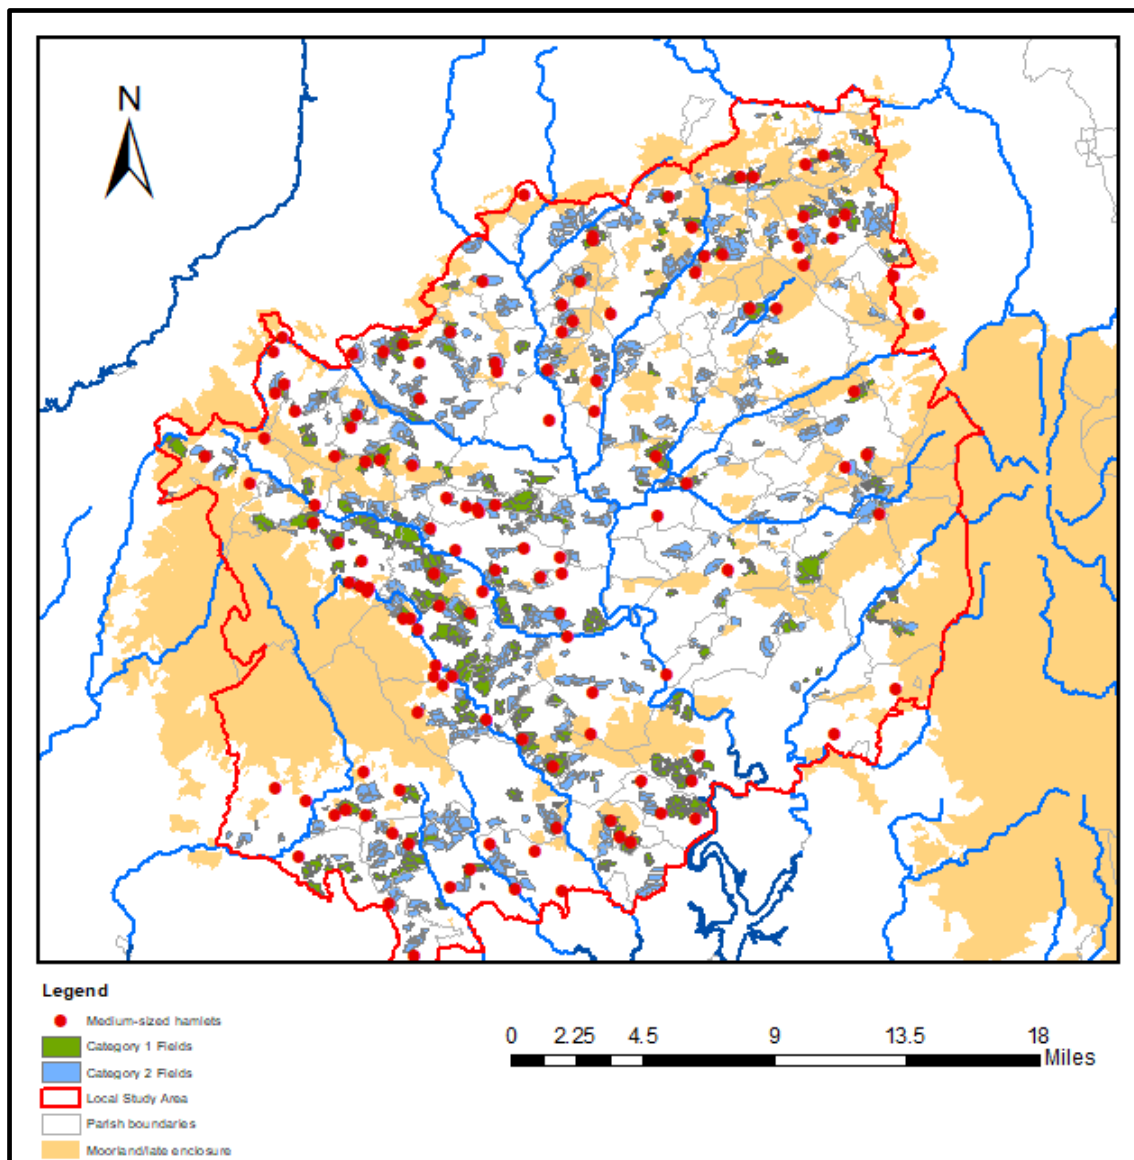 N
Legend
Medium-sized hamlets
Category 1 Fields
Category 2 Fields
Local Study Area
Parish boundaries
Moorland/late enclosure
0 2.25 4.5 9 13.5 18
Miles